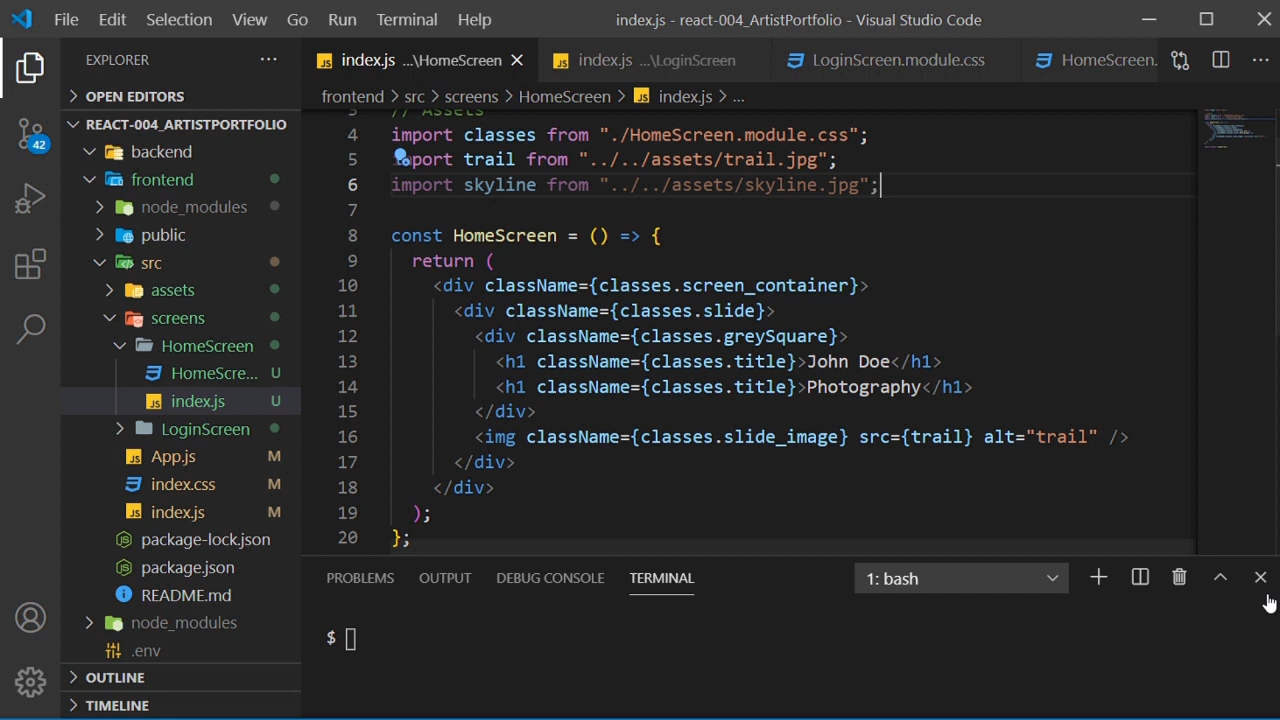 File Edit Selection View Go Run Terminal Help
index.js - react-004_ArtistPortfolio - Visual Studio Code
EXPLORER
index.js ...\HomeScreen
index.js ...\LoginScreen
LoginScreen.module.css
HomeScreen.
OPEN EDITORS
frontend > src > screens > HomeScreen > JS index.js > ...
REACT-004_ARTISTPORTFOLIO
backend
frontend
node_modules
public
src
assets
screens
HomeScreen
HomeScre... U
index.js U
LoginScreen
App.js M
index.css M
index.js M
package-lock.json
package.json
README.md
node_modules
.env
OUTLINE
TIMELINE
42
3 // Assets
4 import classes from "./HomeScreen.module.css";
5 import trail from "../../assets/trail.jpg";
6 import skyline from "../../assets/skyline.jpg";
7
8 const HomeScreen = () => {
9 return (
10 <div className={classes.screen_container}>
11 <div className={classes.slide}>
12 <div className={classes.greySquare}>
13 <h1 className={classes.title}>John Doe</h1>
14 <h1 className={classes.title}>Photography</h1>
15 </div>
16 <img className={classes.slide_image} src={trail} alt="trail" />
17 </div>
18 </div>
19 );
20 };
PROBLEMS OUTPUT DEBUG CONSOLE TERMINAL
1: bash
$